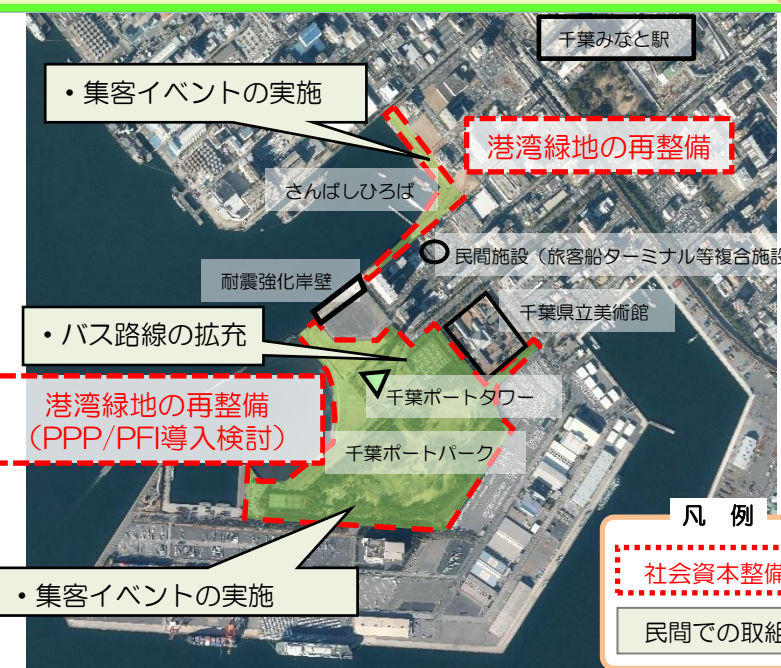 千葉みなと駅
・集客イベントの実施
港湾緑地の再整備
さんばしひろば
民間施設（旅客船ターミナル等複合施設
耐震強化岸壁
千葉県立美術館
・バス路線の拡充
港湾緑地の再整備
（PPP/PFI導入検討）
千葉ポートタワー
千葉ポートパーク
・集客イベントの実施
凡 例
社会資本整備
民間での取組